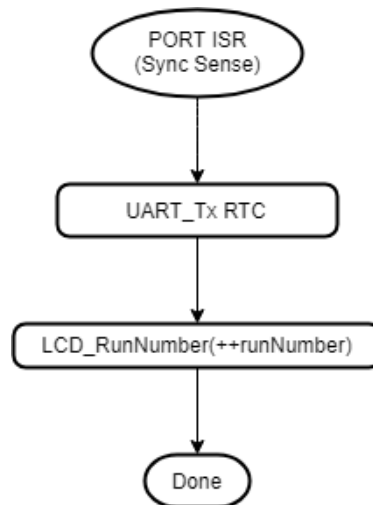 PORT ISR
(Sync Sense)
UART_Tx RTC
LCD_RunNumber(++runNumber)
Done